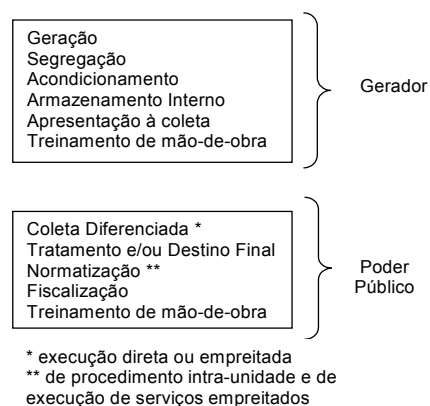 Geração
Segregação
Acondicionamento
Armazenamento Interno
Apresentação à coleta
Treinamento de mão-de-obra
Gerador
Coleta Diferenciada *
Tratamento e/ou Destino Final
Normatização **
Fiscalização
Treinamento de mão-de-obra
Poder
Público
* execução direta ou empreitada
** de procedimento intra-unidade e de
execução de serviços empreitados